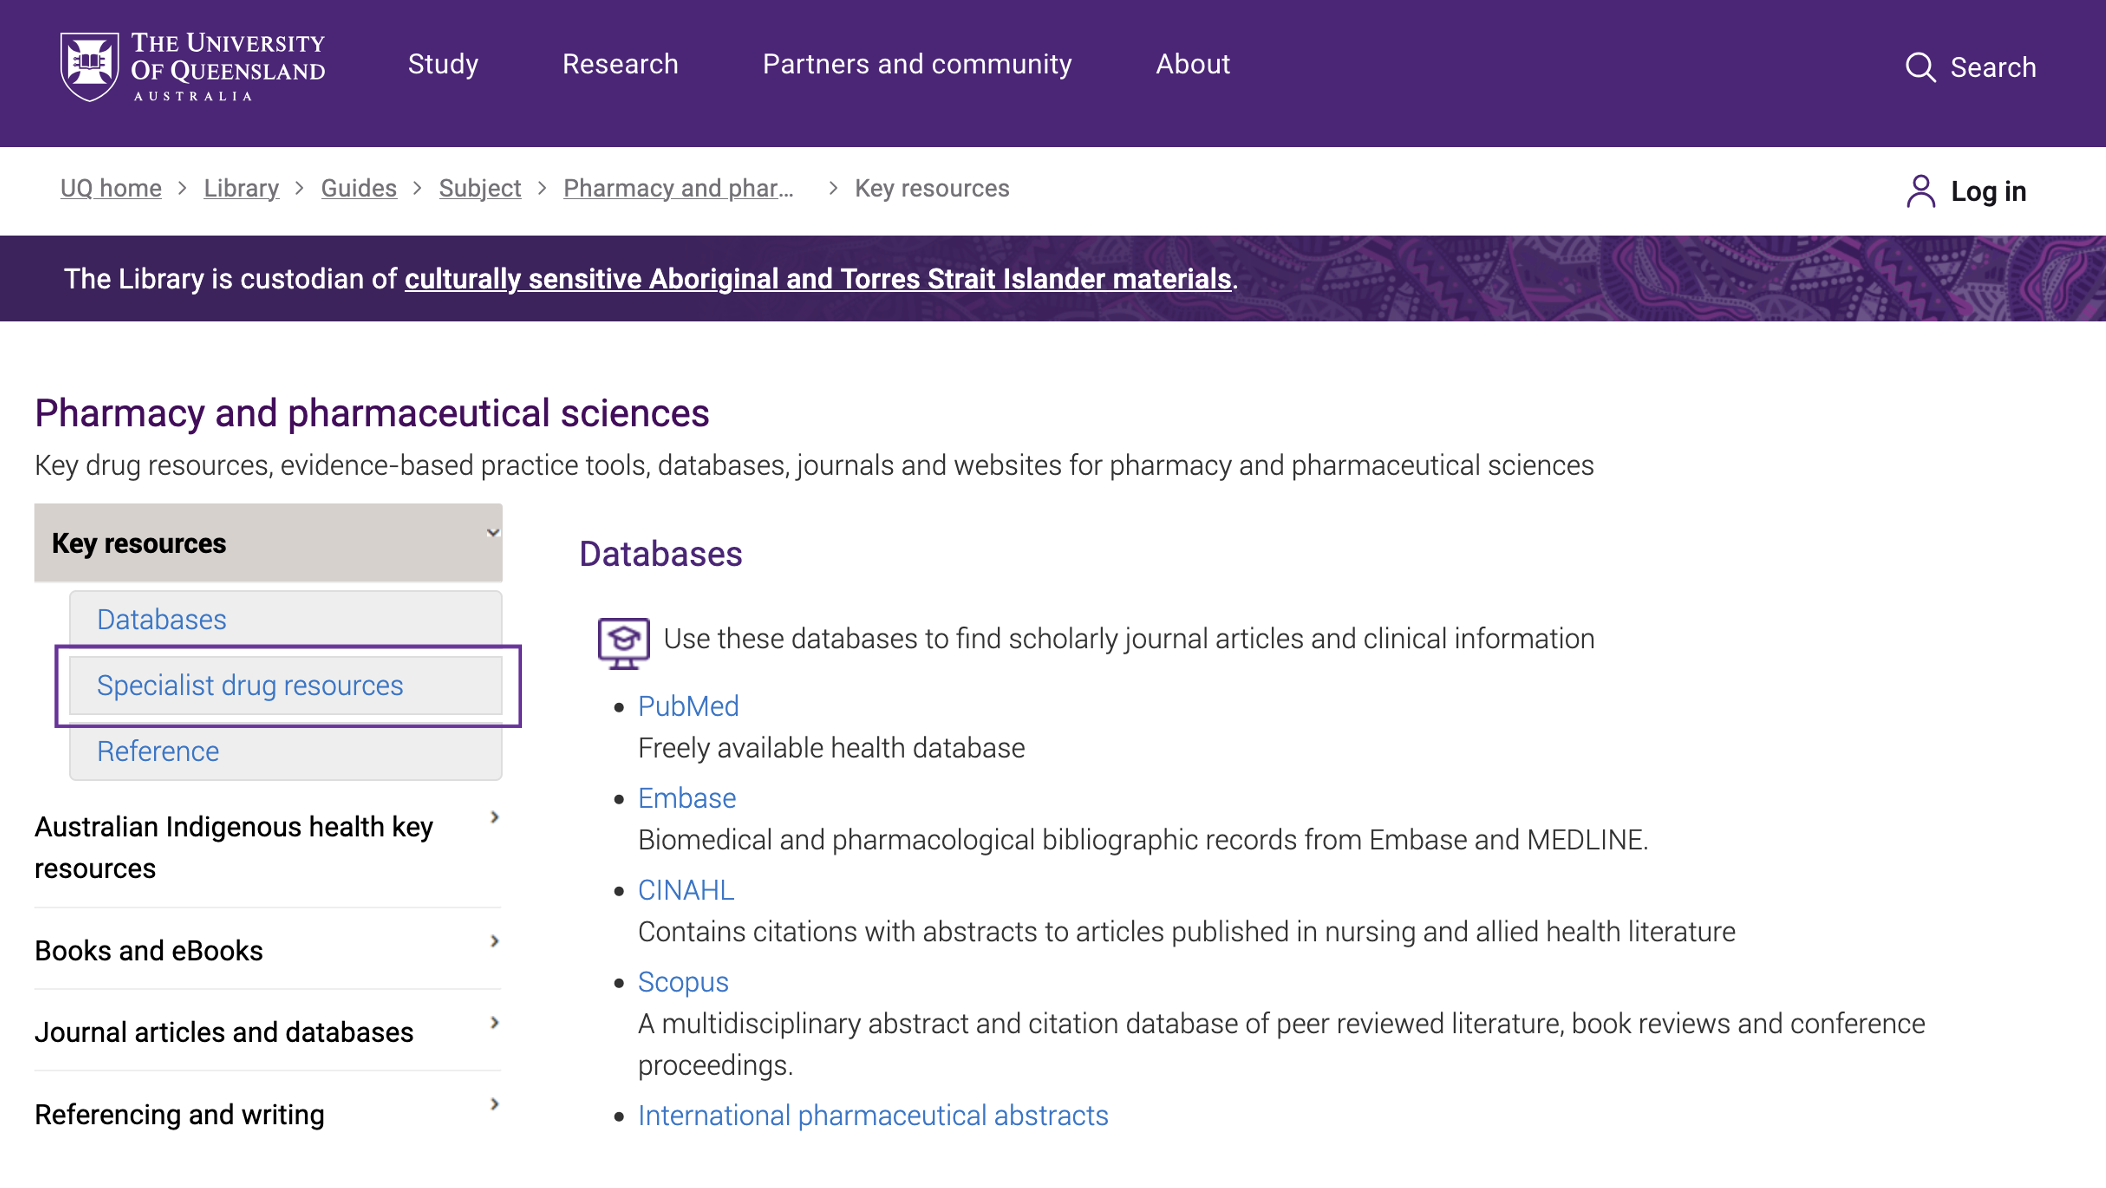 THE UNIVERSITY
OF QUEENSLAND
AUSTRALIA
Study
Research
Partners and community
About
Search
UQ home > Library > Guides > Subject > Pharmacy and phar... > Key resources
Log in
The Library is custodian of culturally sensitive Aboriginal and Torres Strait Islander materials.
Pharmacy and pharmaceutical sciences
Key drug resources, evidence-based practice tools, databases, journals and websites for pharmacy and pharmaceutical sciences
Key resources
Databases
Specialist drug resources
Reference
Australian Indigenous health key
resources
Books and eBooks
Journal articles and databases
Referencing and writing
Databases
Use these databases to find scholarly journal articles and clinical information
PubMed
Freely available health database
Embase
Biomedical and pharmacological bibliographic records from Embase and MEDLINE.
CINAHL
Contains citations with abstracts to articles published in nursing and allied health literature
Scopus
A multidisciplinary abstract and citation database of peer reviewed literature, book reviews and conference
proceedings.
International pharmaceutical abstracts